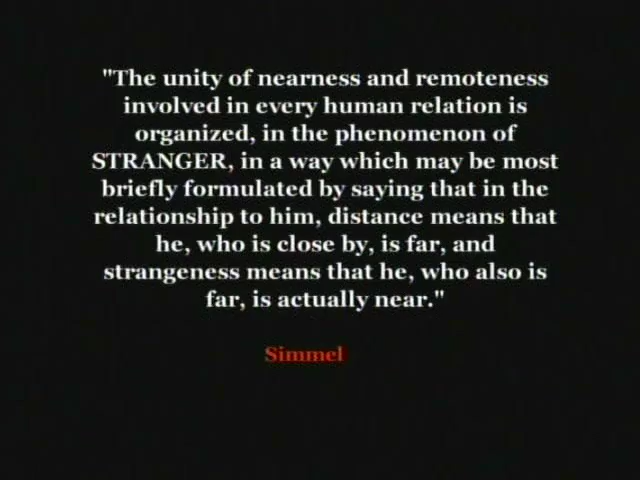 "The unity of nearness and remoteness
involved in every human relation is
organized, in the phenomenon of
STRANGER, in a way which may be most
briefly formulated by saying that in the
relationship to him, distance means that
he, who is close by, is far, and
strangeness means that he, who also is
far, is actually near."
Simmel